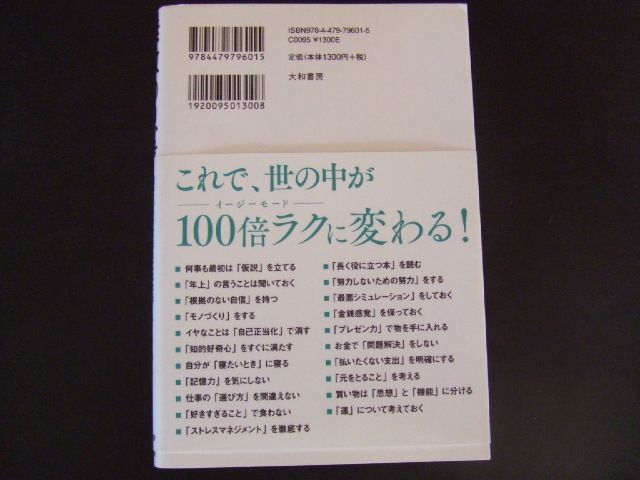 ISBN978-4-479-79601-5
C0095 ¥1300E
9784479796015
定価(本体1300円+税)
大和書房
1920095013008
これで、世の中が
イージーモード
100倍ラクに変わる!
■ 何事も最初は「仮説」を立てる
■ 「年上」の言うことは聞いておく
■ 「根拠のない自信」を持つ
■ 「モノづくり」をする
■ イヤなことは「自己正当化」で潰す
■ 「知的好奇心」をすぐに満たす
■ 自分が「寝たいとき」に寝る
■ 「記憶力」を気にしない
■ 仕事の「選び方」を間違えない
■ 「好きすぎること」で食わない
■ 「ストレスマネジメント」を徹底する
■ 「長く役に立つ本」を読む
■ 「努力しないための努力」をする
■ 「最悪シミュレーション」をしておく
■ 「金銭感覚」を保っておく
■ 「プレゼン力」で物を手に入れる
■ お金で「問題解決」をしない
■ 「払いたくない支出」を明確にする
■ 「元をとること」を考える
■ 買い物は「思想」と「機能」に分ける
■ 「運」について考えておく